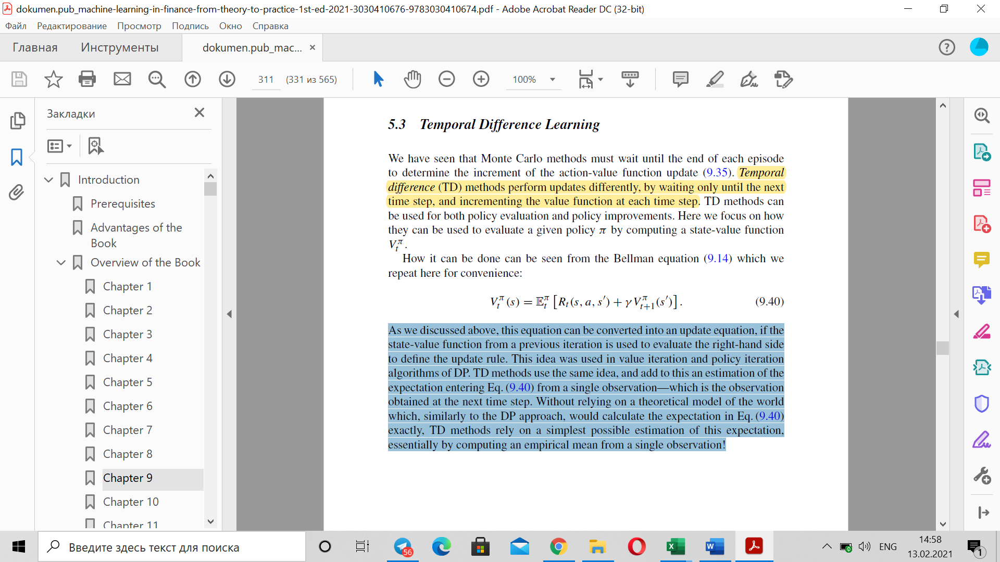 dokumen.pub_machine-learning-in-finance-from-theory-to-practice-1st-ed-2021-3030410676-9783030410674.pdf - Adobe Acrobat Reader DC (32-bit)
Файл Редактирование Просмотр Подпись Окно Справка
Главная Инструменты dokumen.pub_mac...
311 (331 из 565) 100%
Закладки
Introduction
Prerequisites
Advantages of the
Book
Overview of the Book
Chapter 1
Chapter 2
Chapter 3
Chapter 4
Chapter 5
Chapter 6
Chapter 7
Chapter 8
Chapter 9
Chapter 10
Chapter 11
5.3 Temporal Difference Learning
We have seen that Monte Carlo methods must wait until the end of each episode
to determine the increment of the action-value function update (9.35). Temporal
difference (TD) methods perform updates differently, by waiting only until the next
time step, and incrementing the value function at each time step. TD methods can
be used for both policy evaluation and policy improvements. Here we focus on how
they can be used to evaluate a given policy π by computing a state-value function
V_t^π.
How it can be done can be seen from the Bellman equation (9.14) which we
repeat here for convenience:
V_t^π(s) = 𝔼_t^π [R_t(s, a, s′) + γ V_{t+1}^π(s′)]. (9.40)
As we discussed above, this equation can be converted into an update equation, if the
state-value function from a previous iteration is used to evaluate the right-hand side
to define the update rule. This idea was used in value iteration and policy iteration
algorithms of DP. TD methods use the same idea, and add to this an estimation of the
expectation entering Eq. (9.40) from a single observation—which is the observation
obtained at the next time step. Without relying on a theoretical model of the world
which, similarly to the DP approach, would calculate the expectation in Eq. (9.40)
exactly, TD methods rely on a simplest possible estimation of this expectation,
essentially by computing an empirical mean from a single observation!
Введите здесь текст для поиска
56
ENG
14:58
13.02.2021
1